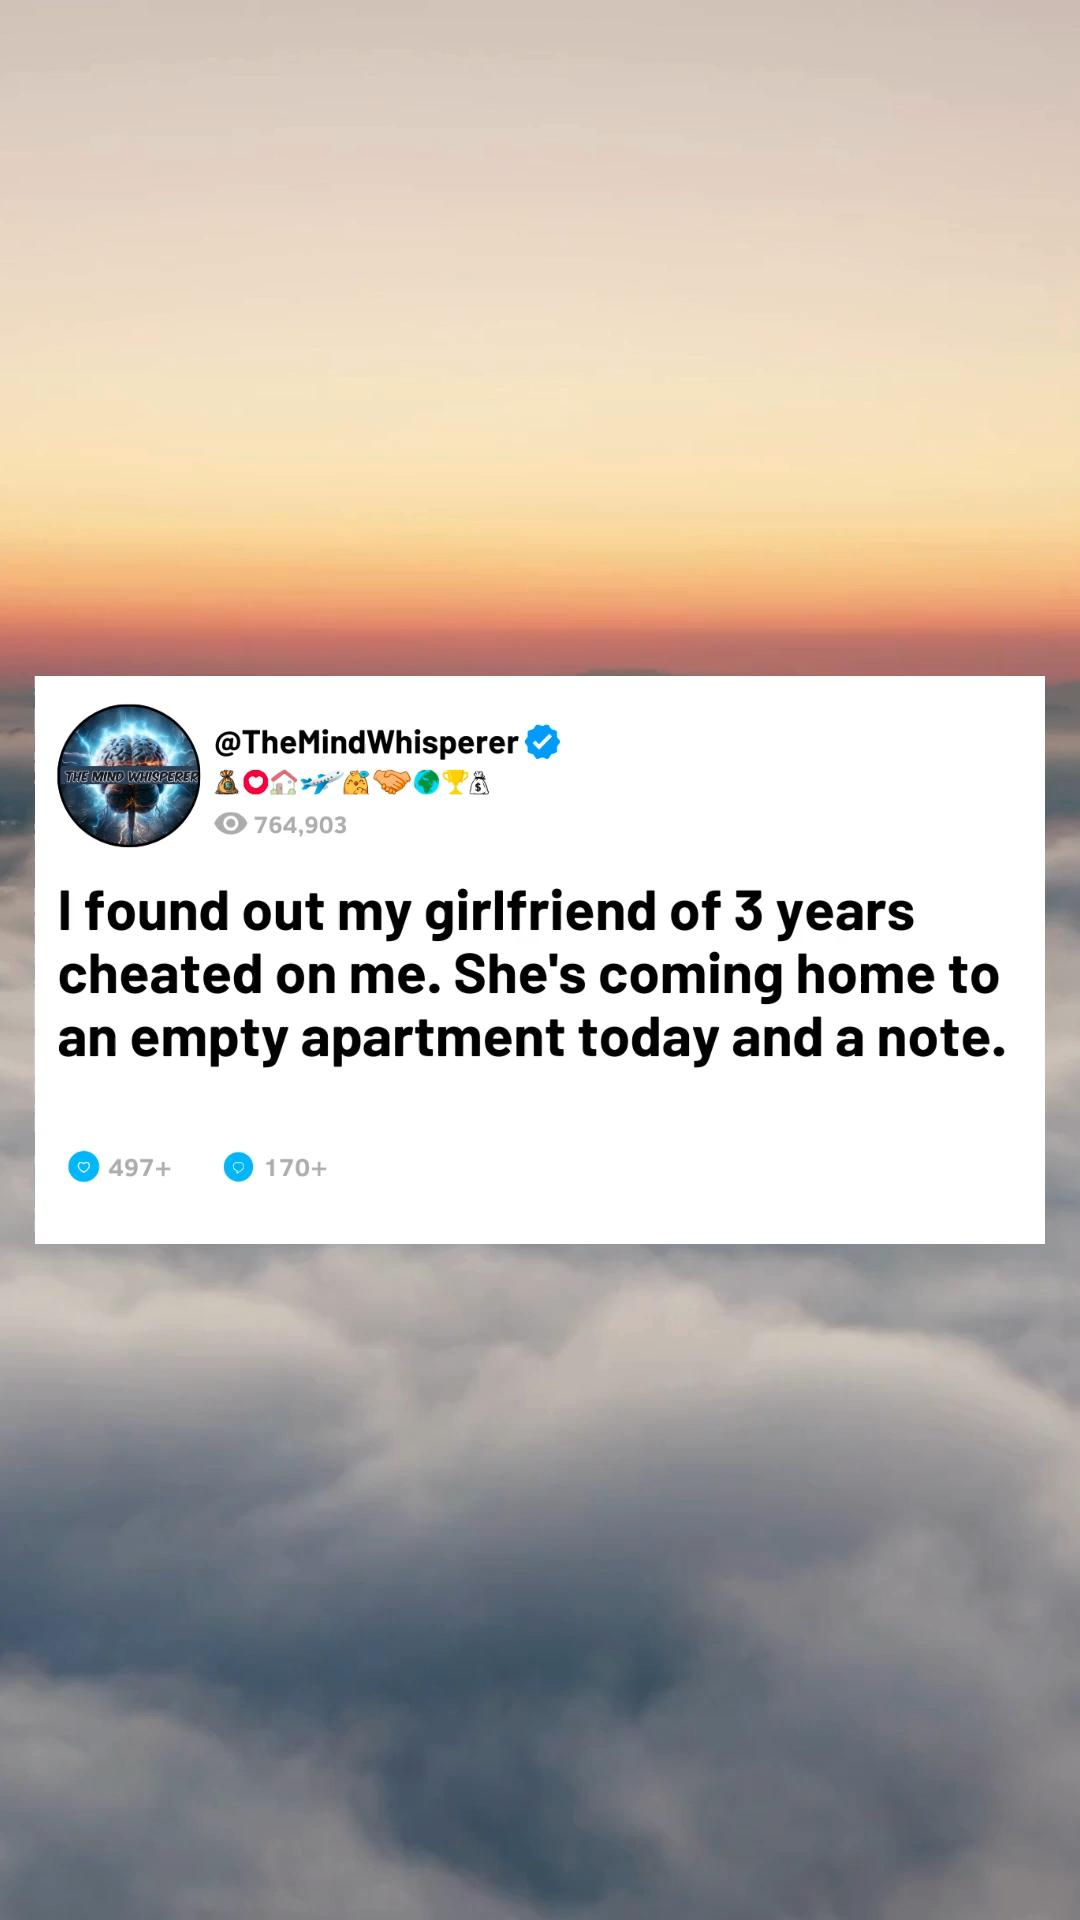 @TheMindWhisperer
THE MIND WHISPERER
764,903
I found out my girlfriend of 3 years
cheated on me. She's coming home to
an empty apartment today and a note.
497+ 170+